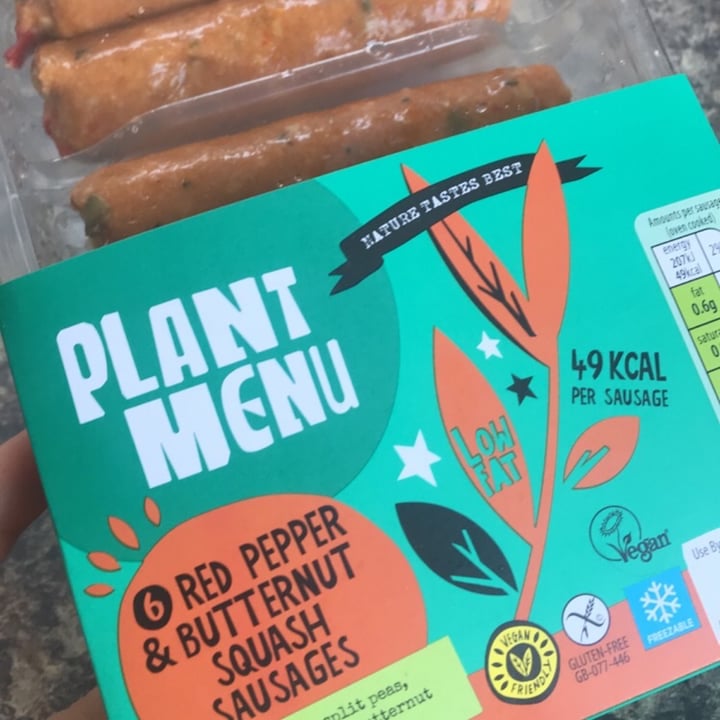 NATURE TASTES BEST
PLANT
MENU
49 KCAL
PER SAUSAGE
LOW
FAT
6 RED PEPPER
& BUTTERNUT
SQUASH
SAUSAGES
split peas,
Vegan
VEGAN
FRIENDLY
GLUTEN-FREE
GB-077-446
FREEZABLE
Use By
Amounts per sausage
(oven cooked)
energy
207kJ
49kcal
fat
0.6g